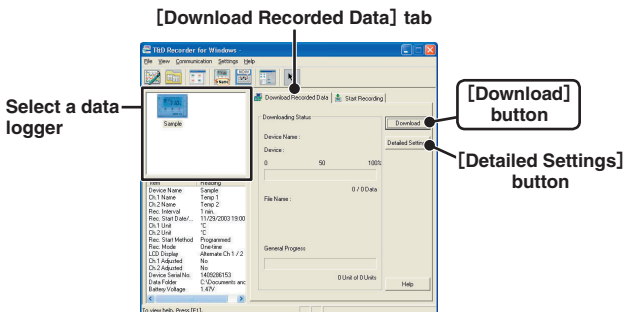 [Download Recorded Data] tab
T&D Recorder for Windows -
File View Communication Settings Help
Select a data
logger
Sample
Download Recorded Data
Start Recording
[Download]
button
Downloading Status
Download
Device Name :
Detailed Settin
Device :
[Detailed Settings]
button
0 50 100%
0 / 0 Data
File Name :
Item Reading
Device Name Sample
Ch.1 Name Temp 1
Ch.2 Name Temp 2
Rec. Interval 1 min.
Rec. Start Date/... 11/29/2003 19:00
Ch.1 Unit °C
Ch.2 Unit °C
Rec. Start Method Programmed
Rec. Mode One-time
LCD Display Alternate Ch 1 / 2
Ch.1 Adjusted No
Ch.2 Adjusted No
Device Serial No. 1409286153
Data Folder C:\Documents anc
Battery Voltage 1.47V
General Progress
0 Unit of 0 Units
Help
To view help, Press [F1].